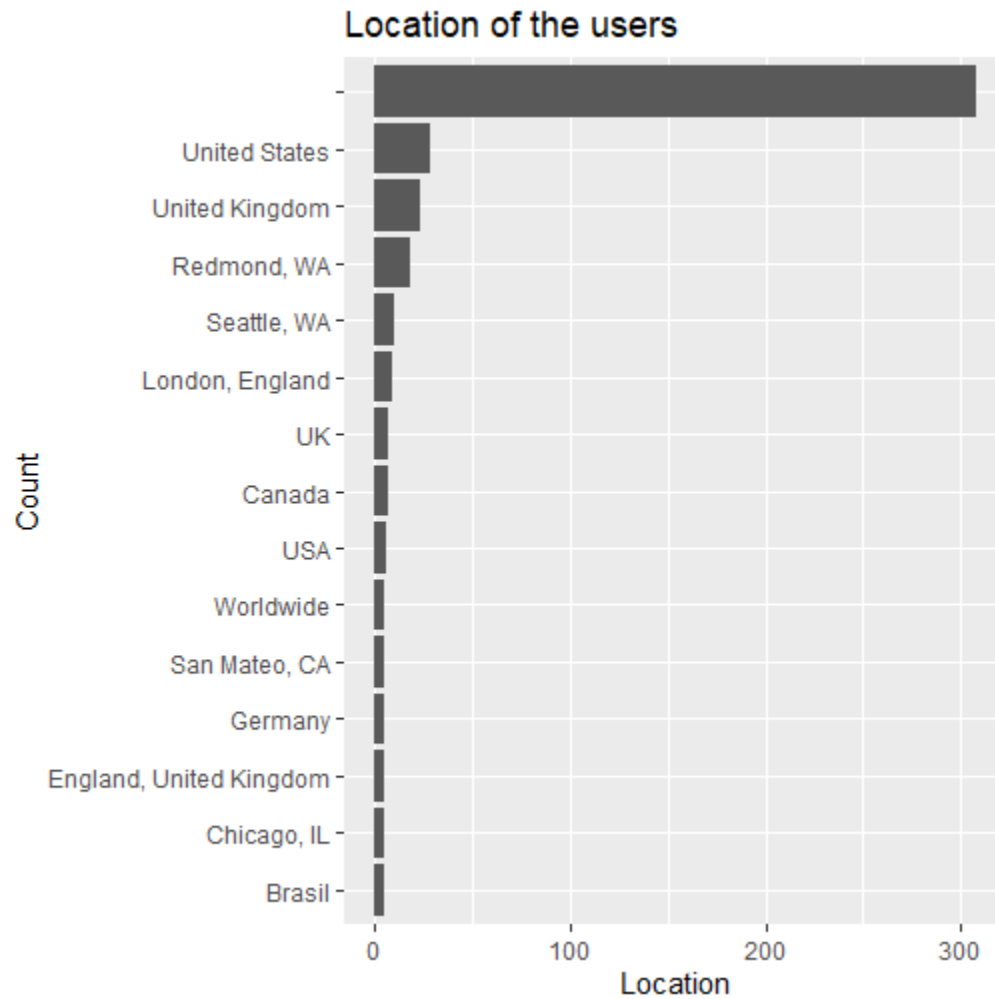 Location of the users
United States
United Kingdom
Redmond, WA
Seattle, WA
London, England
UK
Canada
USA
Worldwide
San Mateo, CA
Germany
England, United Kingdom
Chicago, IL
Brasil
Count
0 100 200 300
Location